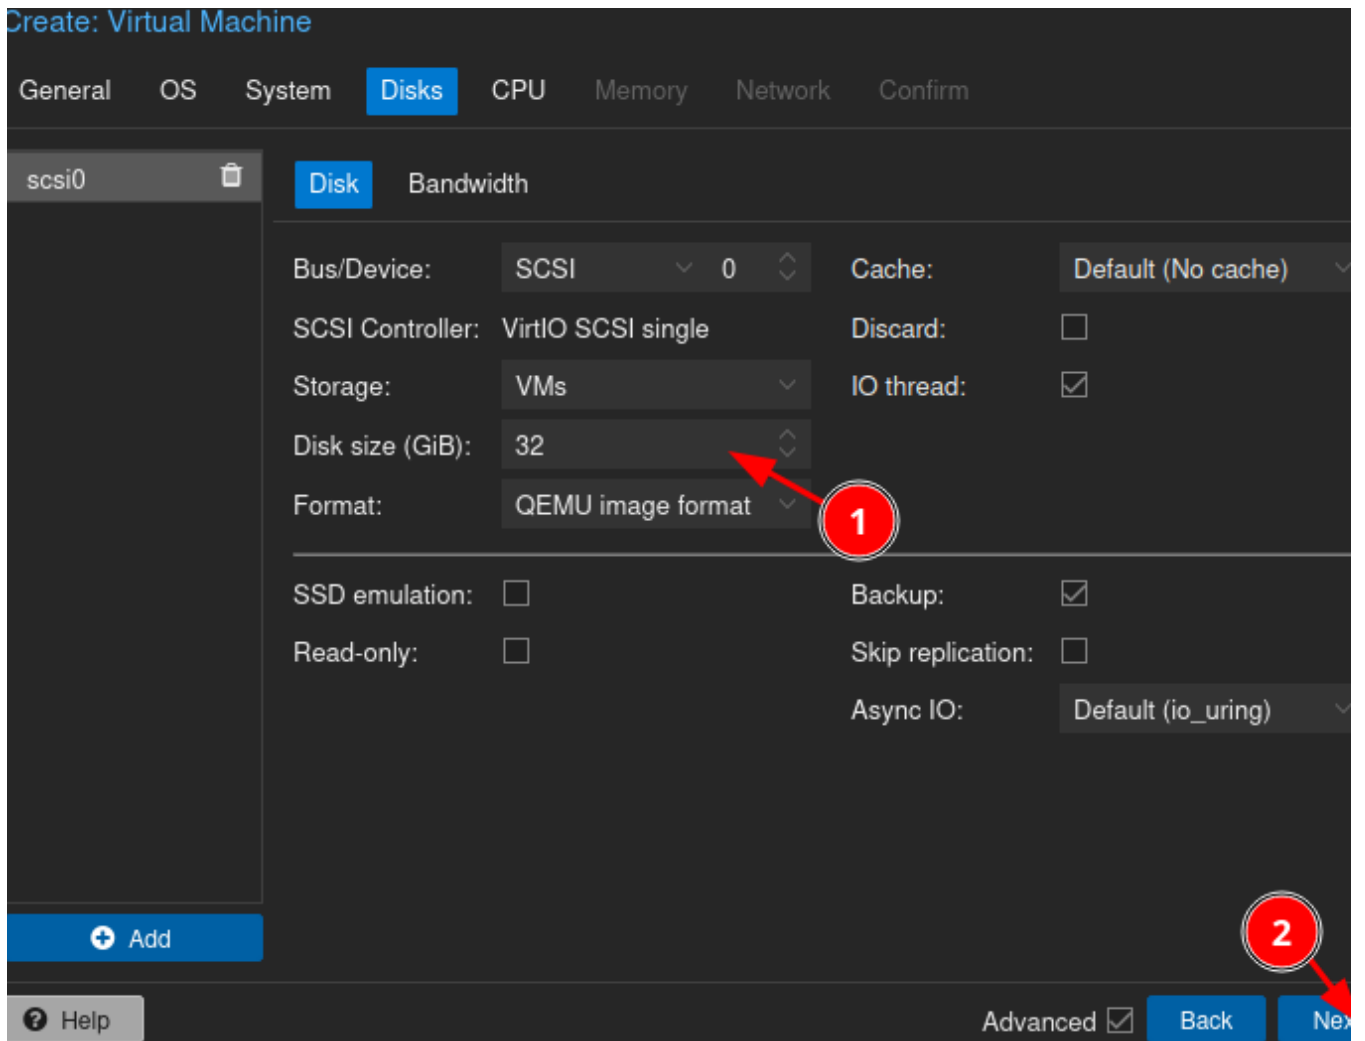 Create: Virtual Machine
General OS System Disks CPU Memory Network Confirm
scsi0
Disk Bandwidth
Bus/Device: SCSI 0 Cache: Default (No cache)
SCSI Controller: VirtIO SCSI single Discard:
Storage: VMs IO thread:
Disk size (GiB): 32
Format: QEMU image format
1
SSD emulation: Backup:
Read-only: Skip replication:
Async IO: Default (io_uring)
Add
2
Help Advanced Back Nex